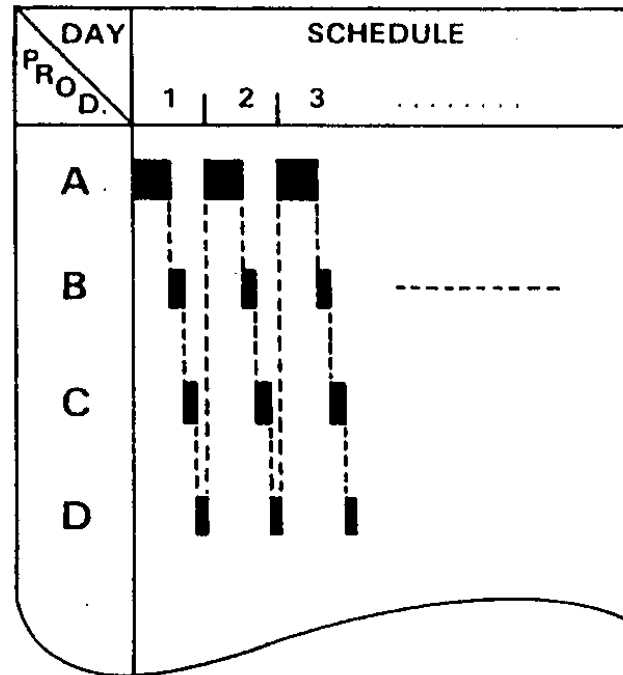 DAY SCHEDULE
PROD.
1 2 3 ........
A
B
C
D